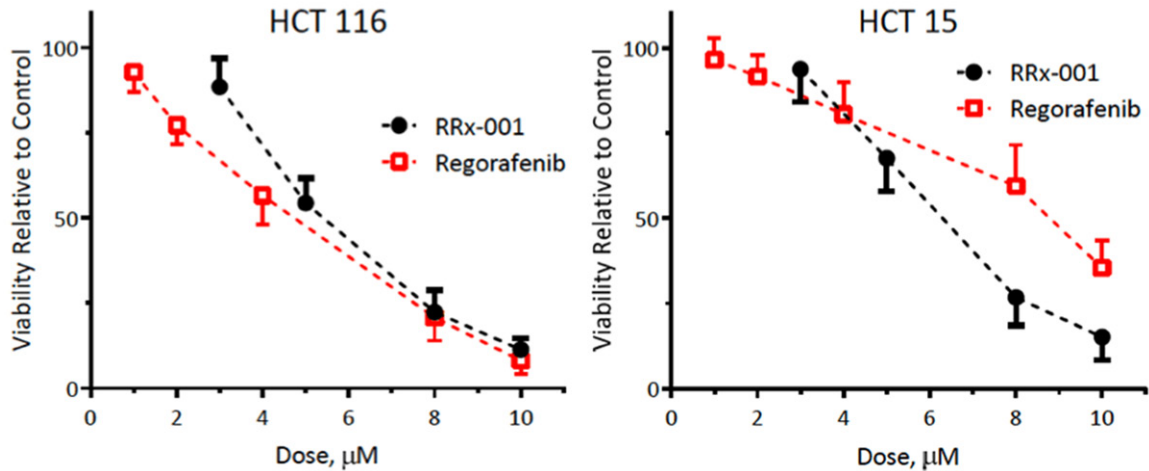 HCT 116
Viability Relative to Control
100
50
0
RRx-001
Regorafenib
0 2 4 6 8 10
Dose, μM
HCT 15
Viability Relative to Control
100
50
0
RRx-001
Regorafenib
0 2 4 6 8 10
Dose, μM